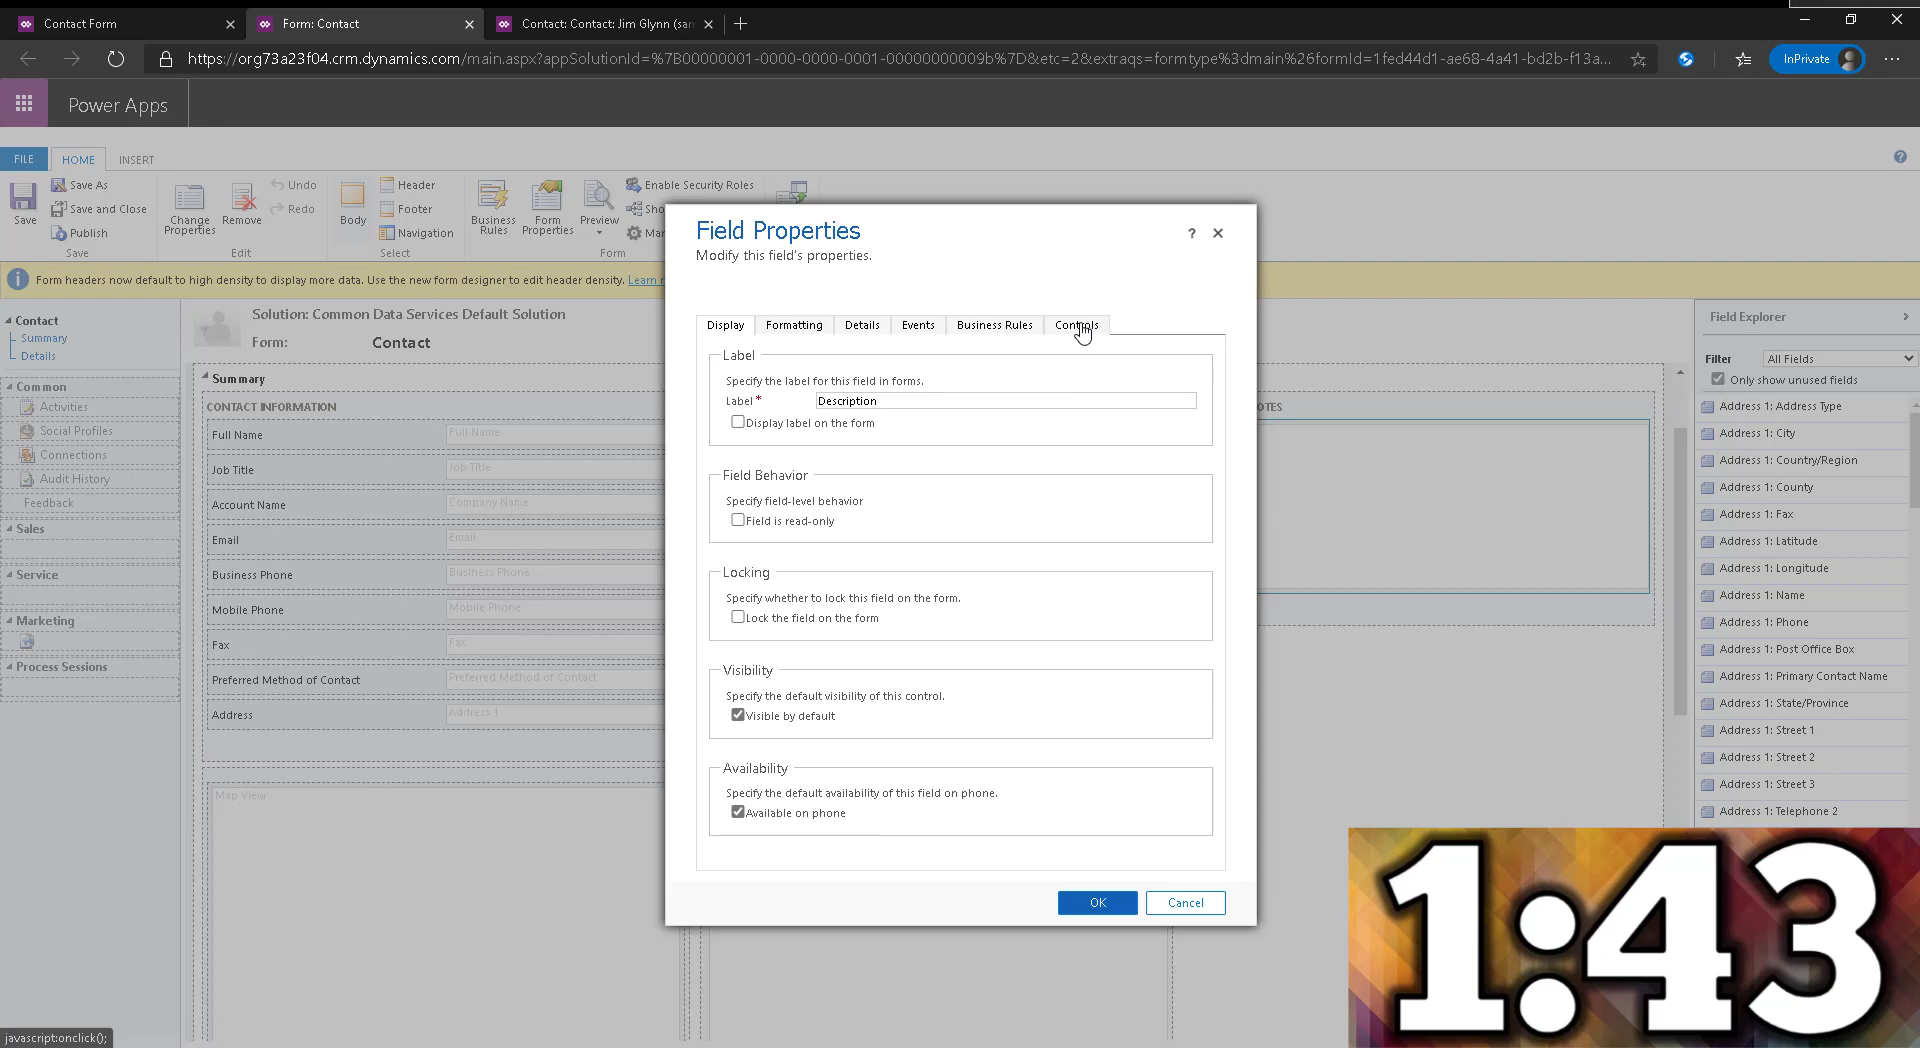 Contact Form
Form: Contact
Contact: Contact: Jim Glynn (sam
https://org73a23f04.crm.dynamics.com/main.aspx?appSolutionId=%7B00000001-0000-0000-0001-00000000009b%7D&etc=2&extraqs=formtype%3dmain%26formId=1fed44d1-ae68-4a41-bd2b-f13a...
InPrivate
Power Apps
FILE
HOME
INSERT
Save
Save As
Save and Close
Publish
Save
Change Properties
Remove
Undo
Redo
Edit
Body
Header
Footer
Navigation
Select
Business Rules
Form Properties
Preview
Enable Security Roles
Sho
Man
Form
Form headers now default to high density to display more data. Use the new form designer to edit header density. Learn
Contact
Summary
Details
Common
Activities
Social Profiles
Connections
Audit History
Feedback
Sales
Service
Marketing
Process Sessions
Solution: Common Data Services Default Solution
Form: Contact
Summary
CONTACT INFORMATION
Full Name Full Name
Job Title Job Title
Account Name Company Name
Email Email
Business Phone Business Phone
Mobile Phone Mobile Phone
Fax Fax
Preferred Method of Contact Preferred Method of Contact
Address Address 1
Map View
Field Properties
? ×
Modify this field's properties.
Display Formatting Details Events Business Rules Controls
Label
Specify the label for this field in forms.
Label* Description
Display label on the form
Field Behavior
Specify field-level behavior
Field is read-only
Locking
Specify whether to lock this field on the form.
Lock the field on the form
Visibility
Specify the default visibility of this control.
Visible by default
Availability
Specify the default availability of this field on phone.
Available on phone
OK Cancel
OTES
Field Explorer
Filter All Fields
Only show unused fields
Address 1: Address Type
Address 1: City
Address 1: Country/Region
Address 1: County
Address 1: Fax
Address 1: Latitude
Address 1: Longitude
Address 1: Name
Address 1: Phone
Address 1: Post Office Box
Address 1: Primary Contact Name
Address 1: State/Province
Address 1: Street 1
Address 1: Street 2
Address 1: Street 3
Address 1: Telephone 2
1:43
javascript:onclick();